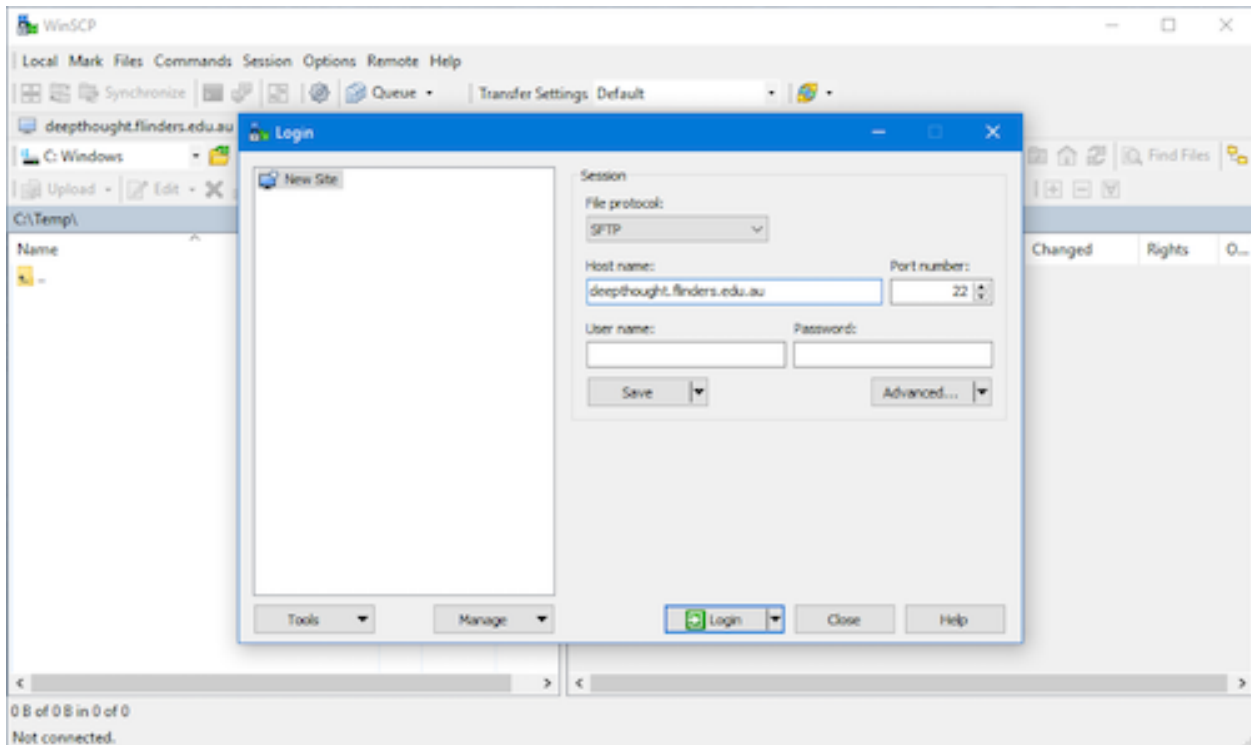 WinSCP
Local Mark Files Commands Session Options Remote Help
Synchronize Queue Transfer Settings Default
deepthought.flinders.edu.au
Login
C: Windows
Find Files
New Site
Session
Upload Edit
File protocol:
C:\Temp\
SFTP
Name
Changed Rights O...
..
Host name: Port number:
deepthought.flinders.edu.au 22
User name: Password:
Save Advanced...
Tools Manage Login Close Help
0 B of 0 B in 0 of 0
Not connected.